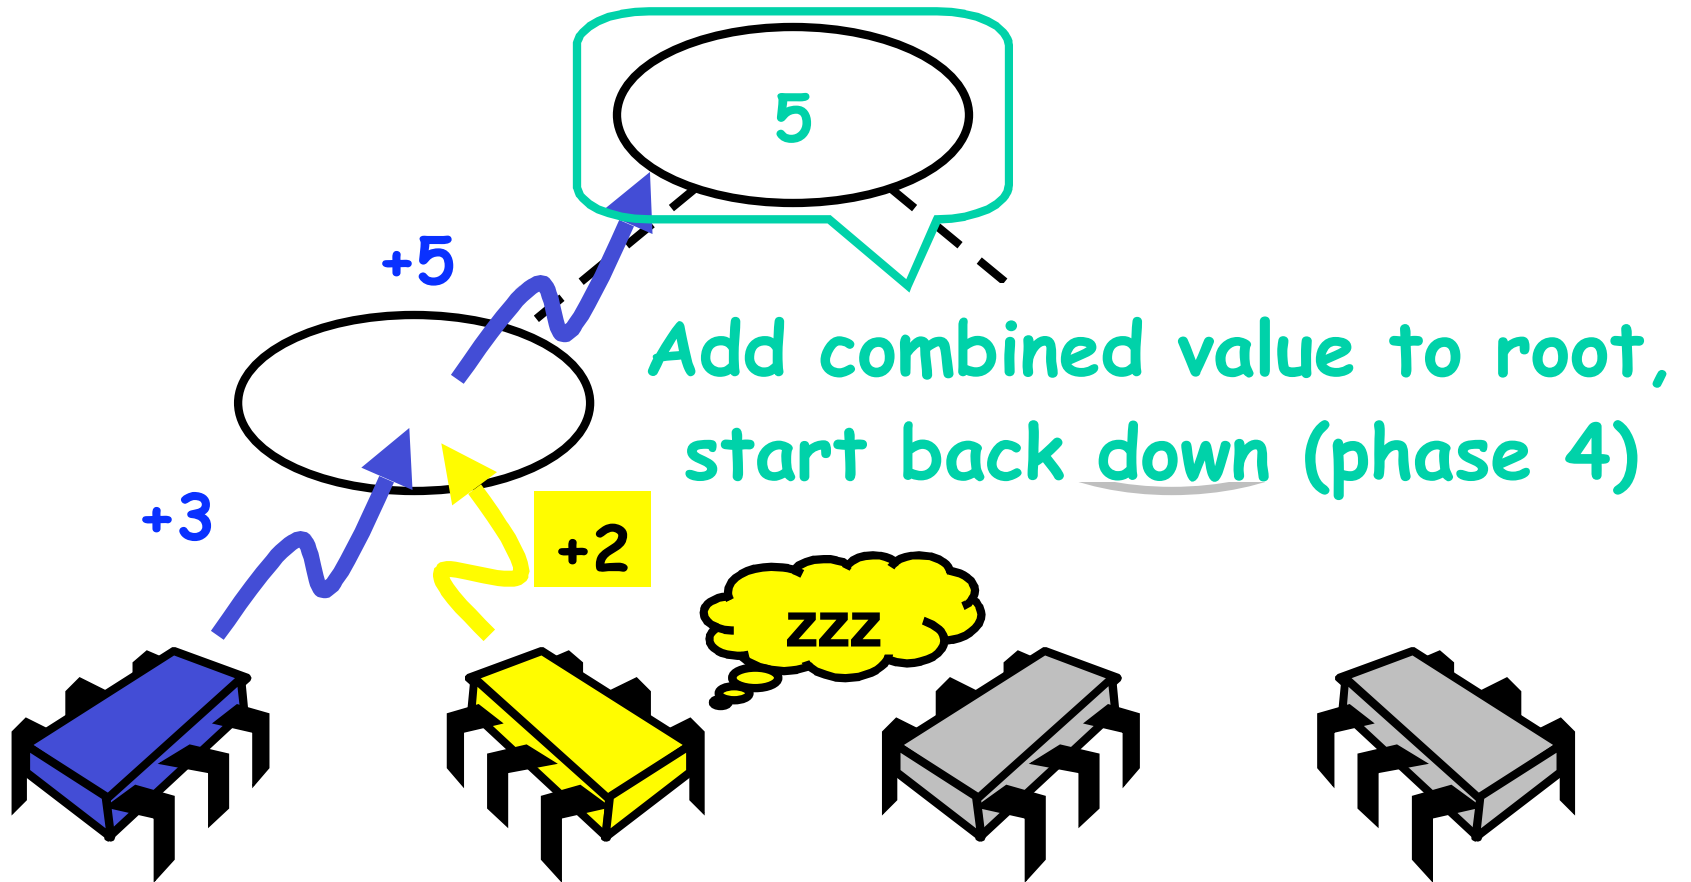 5
+5
Add combined value to root,
start back down (phase 4)
+3
+2
zzz